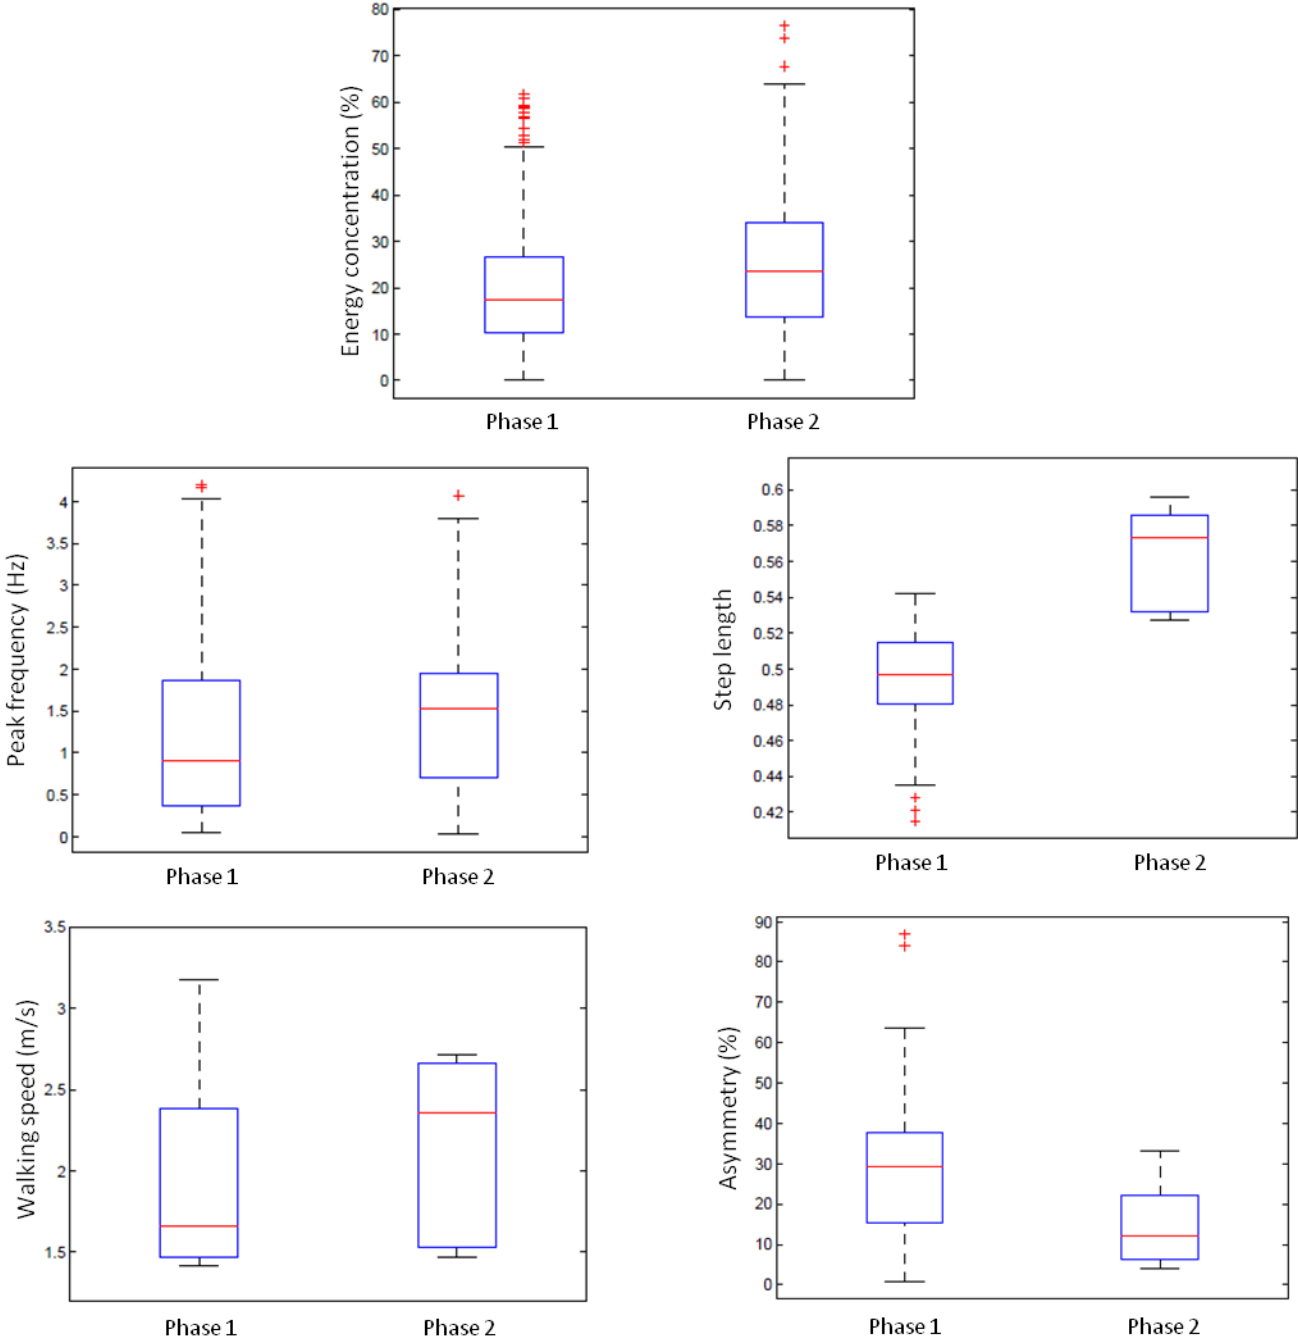 Energy concentration (%)
80
70
60
50
40
30
20
10
0
Phase 1
Phase 2
Peak frequency (Hz)
4
3.5
3
2.5
2
1.5
1
0.5
0
Phase 1
Phase 2
Step length
0.6
0.58
0.56
0.54
0.52
0.5
0.48
0.46
0.44
0.42
Phase 1
Phase 2
Walking speed (m/s)
3.5
3
2.5
2
1.5
Phase 1
Phase 2
Asymmetry (%)
90
80
70
60
50
40
30
20
10
0
Phase 1
Phase 2